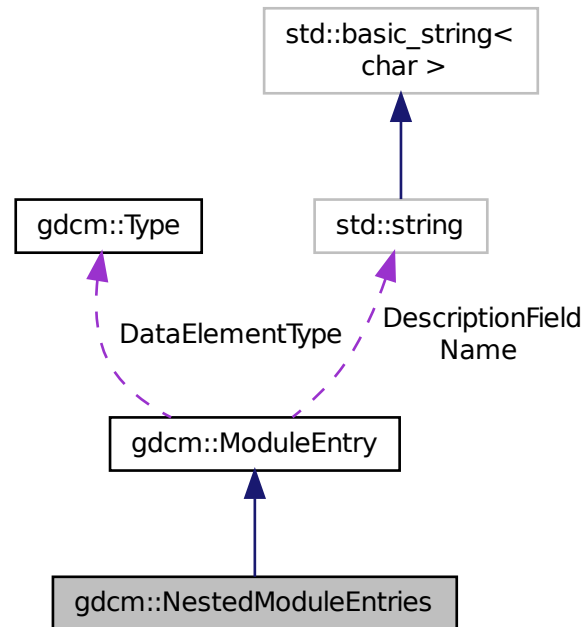 std::basic_string<
char >
gdcm::Type
std::string
DataElementType
DescriptionField
Name
gdcm::ModuleEntry
gdcm::NestedModuleEntries